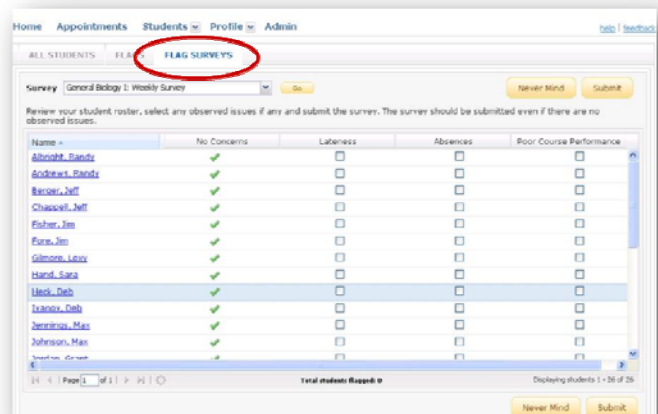 Home Appointments Students Profile Admin help | feedback
ALL STUDENTS FLAGS FLAG SURVEYS
Survey General Biology I: Weekly Survey Go Never Mind Submit
Review your student roster, select any observed issues if any and submit the survey. The survey should be submitted even if there are no
observed issues.
Name No Concerns Lateness Absences Poor Course Performance
Albright, Randy
Andrews, Randy
Berger, Jeff
Chappell, Jeff
Fisher, Jim
Fore, Jim
Gilmore, Lexy
Hand, Sara
Heck, Deb
Ivanov, Deb
Jennings, Max
Johnson, Max
Jordan, Grant
Page 1 of 1 Total students flagged: 0 Displaying students 1 - 26 of 26
Never Mind Submit